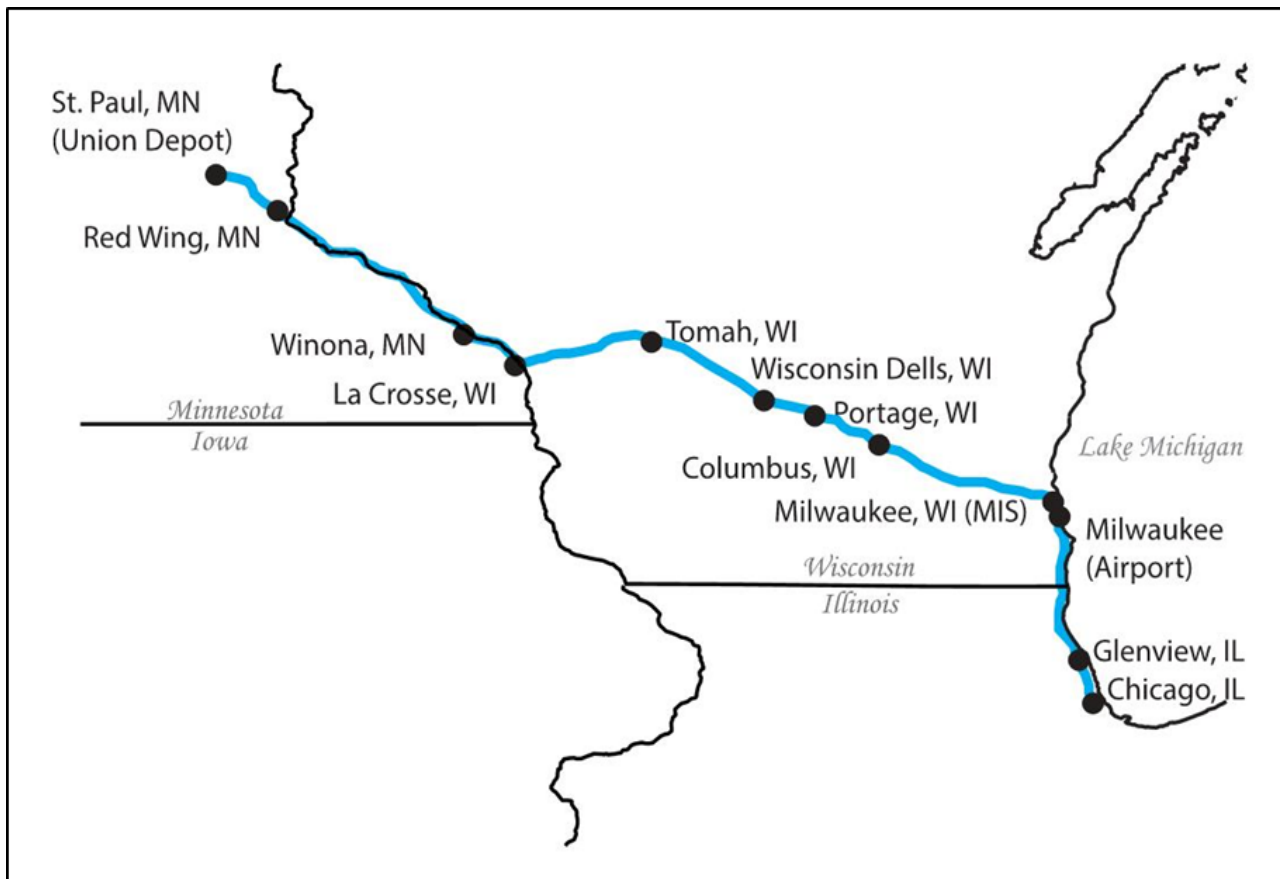 St. Paul, MN
(Union Depot)
Red Wing, MN
Winona, MN
La Crosse, WI
Tomah, WI
Wisconsin Dells, WI
Portage, WI
Columbus, WI
Milwaukee, WI (MIS)
Milwaukee
(Airport)
Glenview, IL
Chicago, IL
Minnesota
Iowa
Lake Michigan
Wisconsin
Illinois